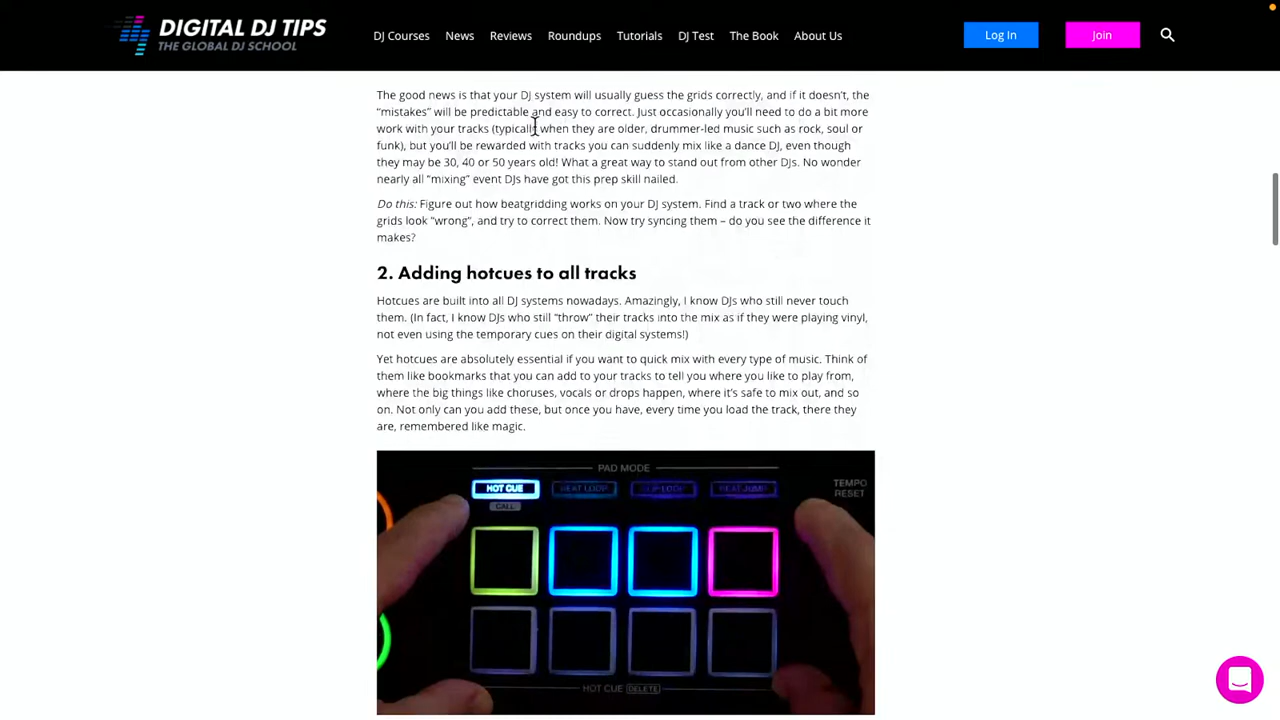 DIGITAL DJ TIPS
THE GLOBAL DJ SCHOOL
DJ Courses
News
Reviews
Roundups
Tutorials
DJ Test
The Book
About Us
Log In
Join
The good news is that your DJ system will usually guess the grids correctly, and if it doesn't, the
“mistakes” will be predictable and easy to correct. Just occasionally you'll need to do a bit more
work with your tracks (typically when they are older, drummer-led music such as rock, soul or
funk), but you'll be rewarded with tracks you can suddenly mix like a dance DJ, even though
they may be 30, 40 or 50 years old! What a great way to stand out from other DJs. No wonder
nearly all “mixing” event DJs have got this prep skill nailed.
Do this: Figure out how beatgridding works on your DJ system. Find a track or two where the
grids look “wrong”, and try to correct them. Now try syncing them – do you see the difference it
makes?
2. Adding hotcues to all tracks
Hotcues are built into all DJ systems nowadays. Amazingly, I know DJs who still never touch
them. (In fact, I know DJs who still “throw” their tracks into the mix as if they were playing vinyl,
not even using the temporary cues on their digital systems!)
Yet hotcues are absolutely essential if you want to quick mix with every type of music. Think of
them like bookmarks that you can add to your tracks to tell you where you like to play from,
where the big things like choruses, vocals or drops happen, where it's safe to mix out, and so
on. Not only can you add these, but once you have, every time you load the track, there they
are, remembered like magic.
PAD MODE
HOT CUE
BEAT LOOP
SLIP LOOP
BEAT JUMP
TEMPO
RESET
CALL
HOT CUE DELETE